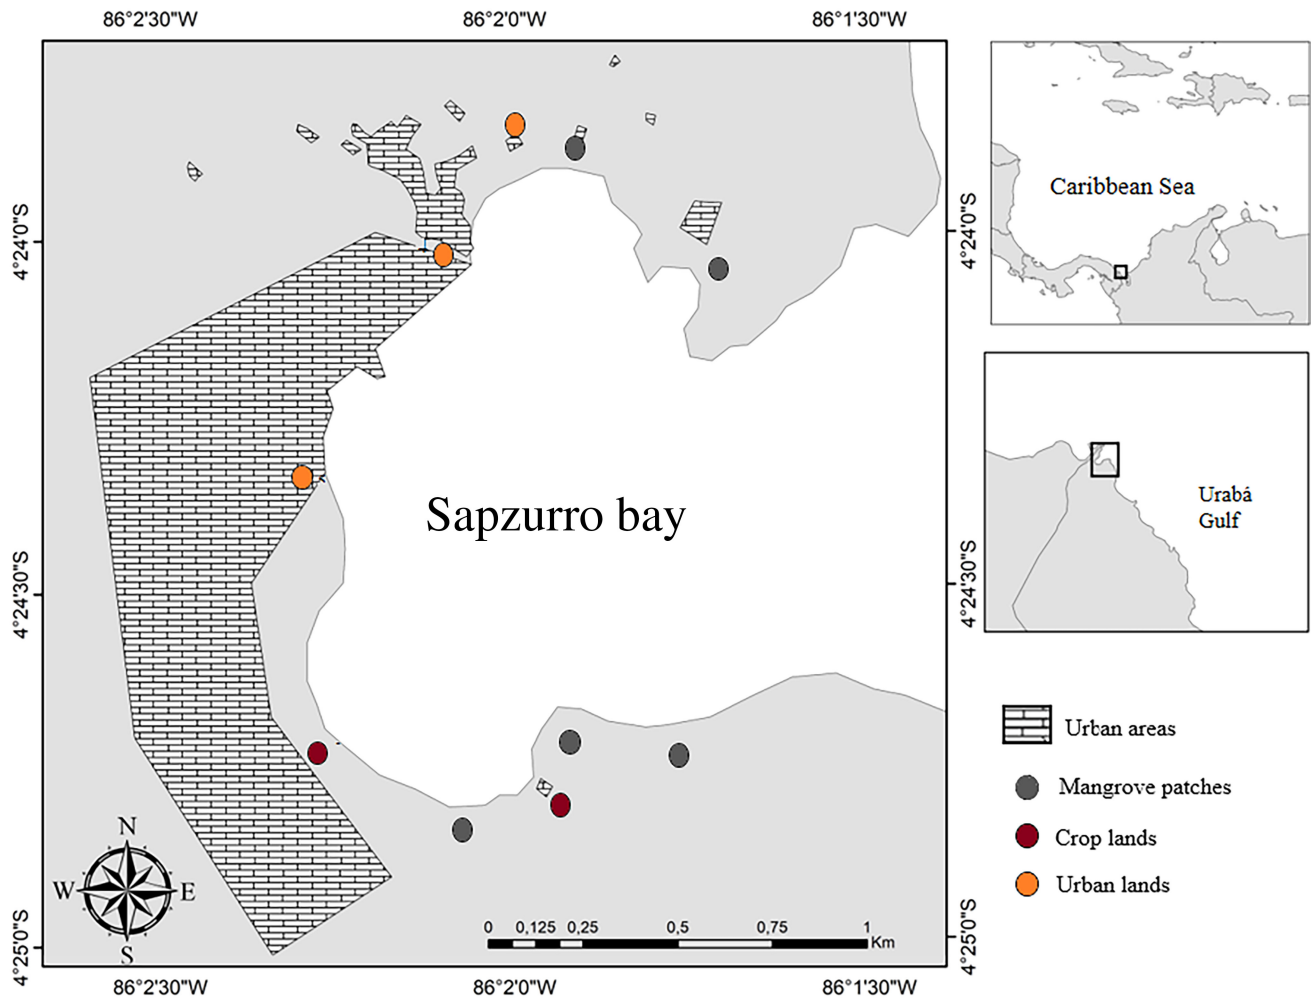 86°2'30"W
86°2'0"W
86°1'30"W
4°24'0"S
4°24'30"S
4°25'0"S
Sapzurro bay
N
W
E
S
0 0,125 0,25 0,5 0,75 1
Km
4°24'0"S
4°24'30"S
4°25'0"S
86°2'30"W
86°2'0"W
86°1'30"W
Caribbean Sea
Urabá
Gulf
Urban areas
Mangrove patches
Crop lands
Urban lands